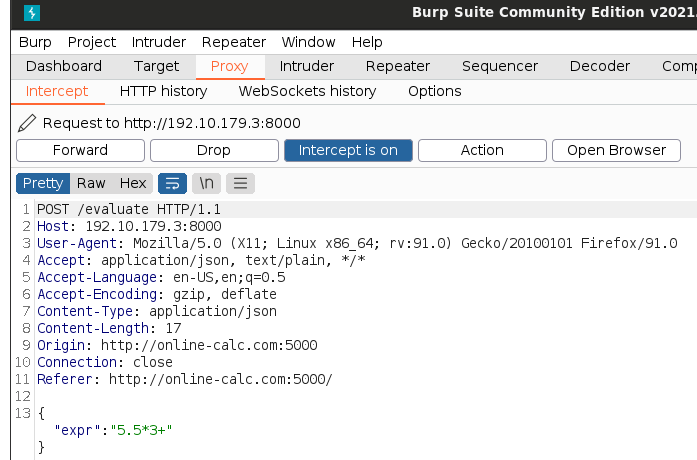 Burp Suite Community Edition v2021.
Burp Project Intruder Repeater Window Help
Dashboard Target Proxy Intruder Repeater Sequencer Decoder Comp
Intercept HTTP history WebSockets history Options
Request to http://192.10.179.3:8000
Forward Drop Intercept is on Action Open Browser
Pretty Raw Hex \n
1 POST /evaluate HTTP/1.1
2 Host: 192.10.179.3:8000
3 User-Agent: Mozilla/5.0 (X11; Linux x86_64; rv:91.0) Gecko/20100101 Firefox/91.0
4 Accept: application/json, text/plain, */*
5 Accept-Language: en-US,en;q=0.5
6 Accept-Encoding: gzip, deflate
7 Content-Type: application/json
8 Content-Length: 17
9 Origin: http://online-calc.com:5000
10 Connection: close
11 Referer: http://online-calc.com:5000/
12
13 {
"expr":"5.5*3+"
}